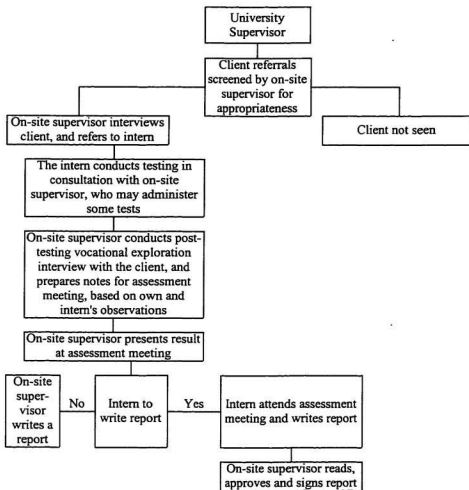 University
Supervisor
Client referrals
screened by on-site
supervisor for
appropriateness
On-site supervisor interviews
client, and refers to intern
Client not seen
The intern conducts testing in
consultation with on-site
supervisor, who may administer
some tests
On-site supervisor conducts post-
testing vocational exploration
interview with the client, and
prepares notes for assessment
meeting, based on own and
intern's observations
On-site supervisor presents result
at assessment meeting
On-site
super-
visor
writes a
report
No
Intern to
write report
Yes
Intern attends assessment
meeting and writes report
On-site supervisor reads,
approves and signs report